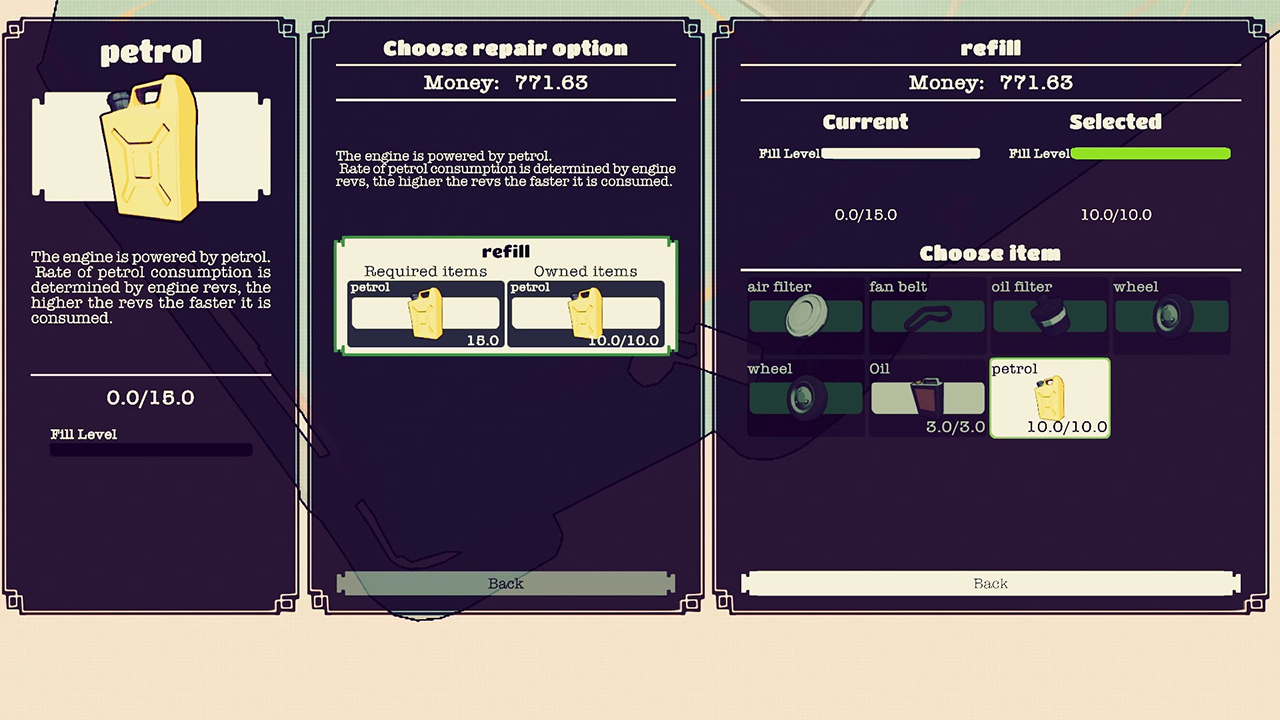 petrol
The engine is powered by petrol.
Rate of petrol consumption is
determined by engine revs, the
higher the revs the faster it is
consumed.
0.0/15.0
Fill Level
Choose repair option
Money: 771.63
The engine is powered by petrol.
Rate of petrol consumption is determined by engine
revs, the higher the revs the faster it is consumed.
refill
Required items Owned items
petrol petrol
15.0 10.0/10.0
Back
refill
Money: 771.63
Current Selected
Fill Level Fill Level
0.0/15.0 10.0/10.0
Choose item
air filter fan belt oil filter wheel
wheel Oil petrol
3.0/3.0 10.0/10.0
Back